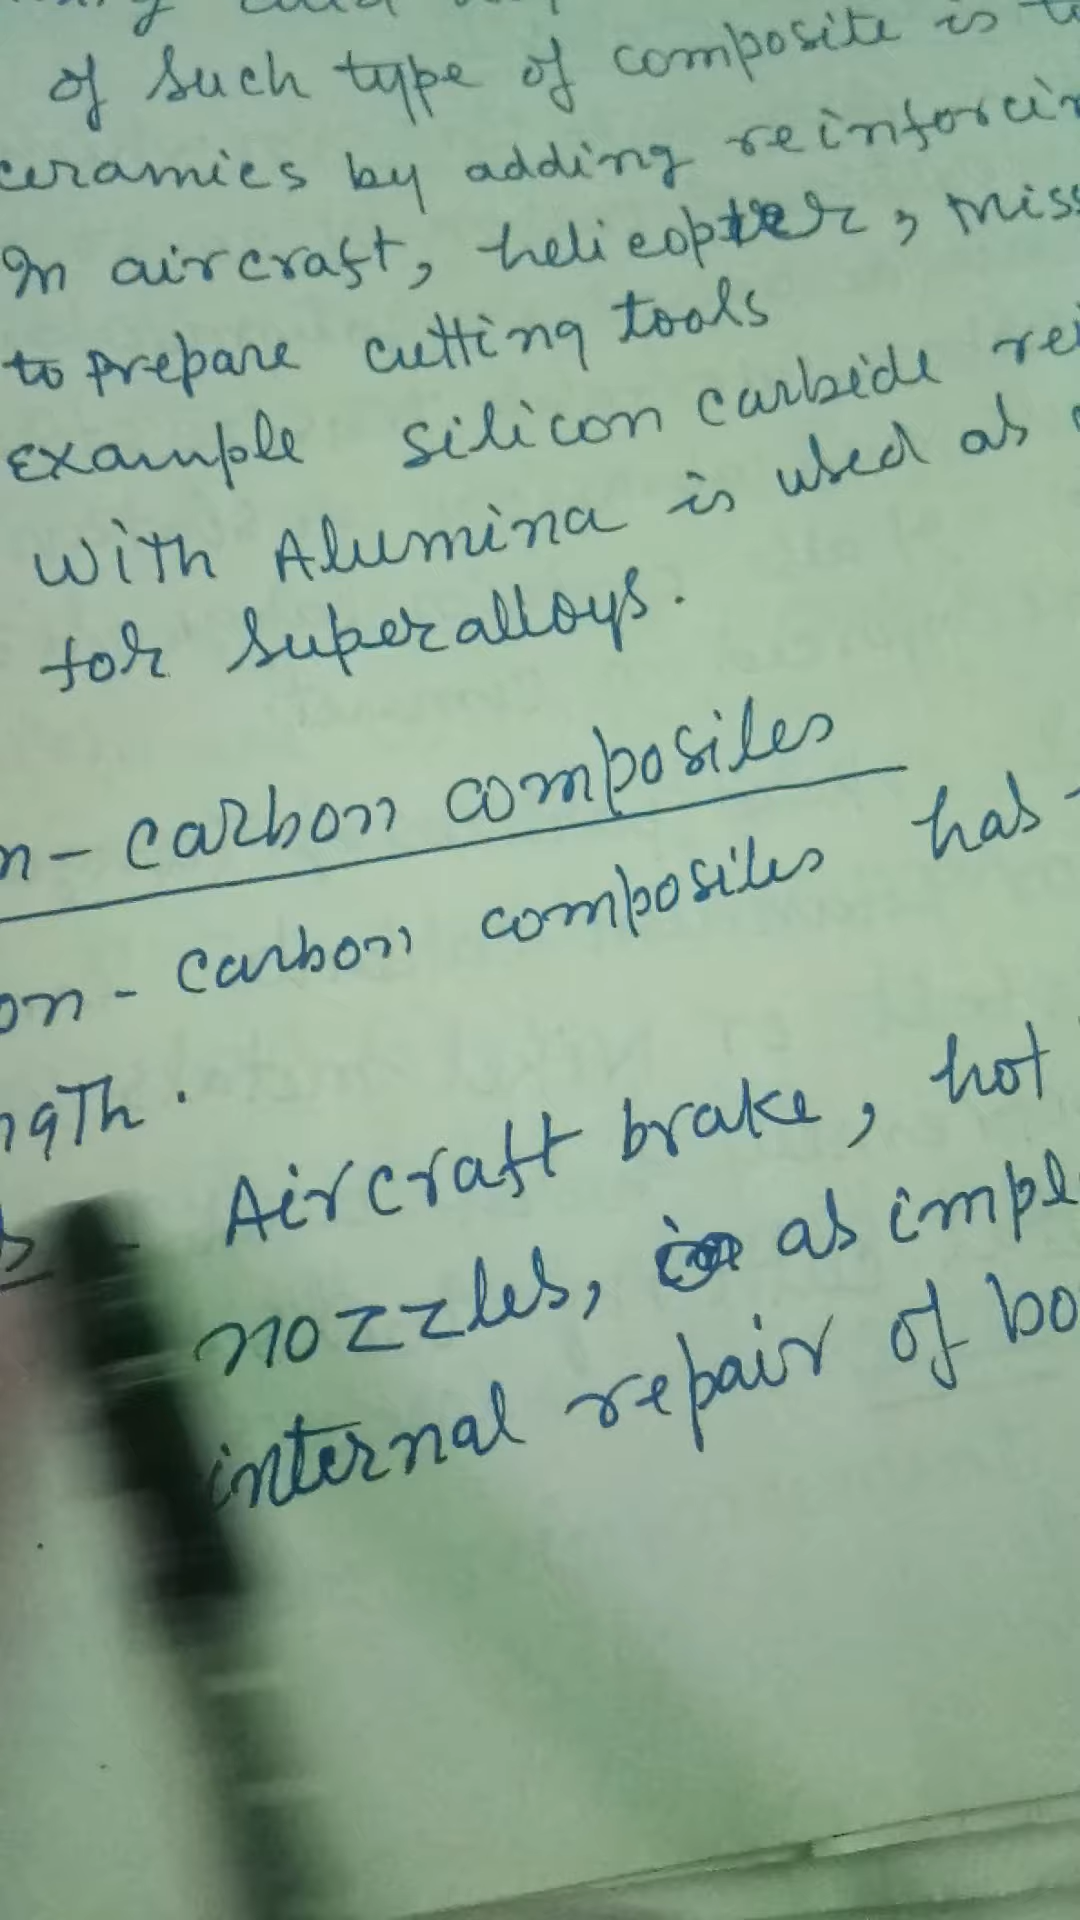 of such type of composite is
ceramics by adding
In aircraft, helicopter,
to prepare cutting tools
Example silicon carbide
with Alumina is used as
for superalloys.
carbon composites
carbon composites has
Aircraft brake, hot
nozzles, as
internal repair of